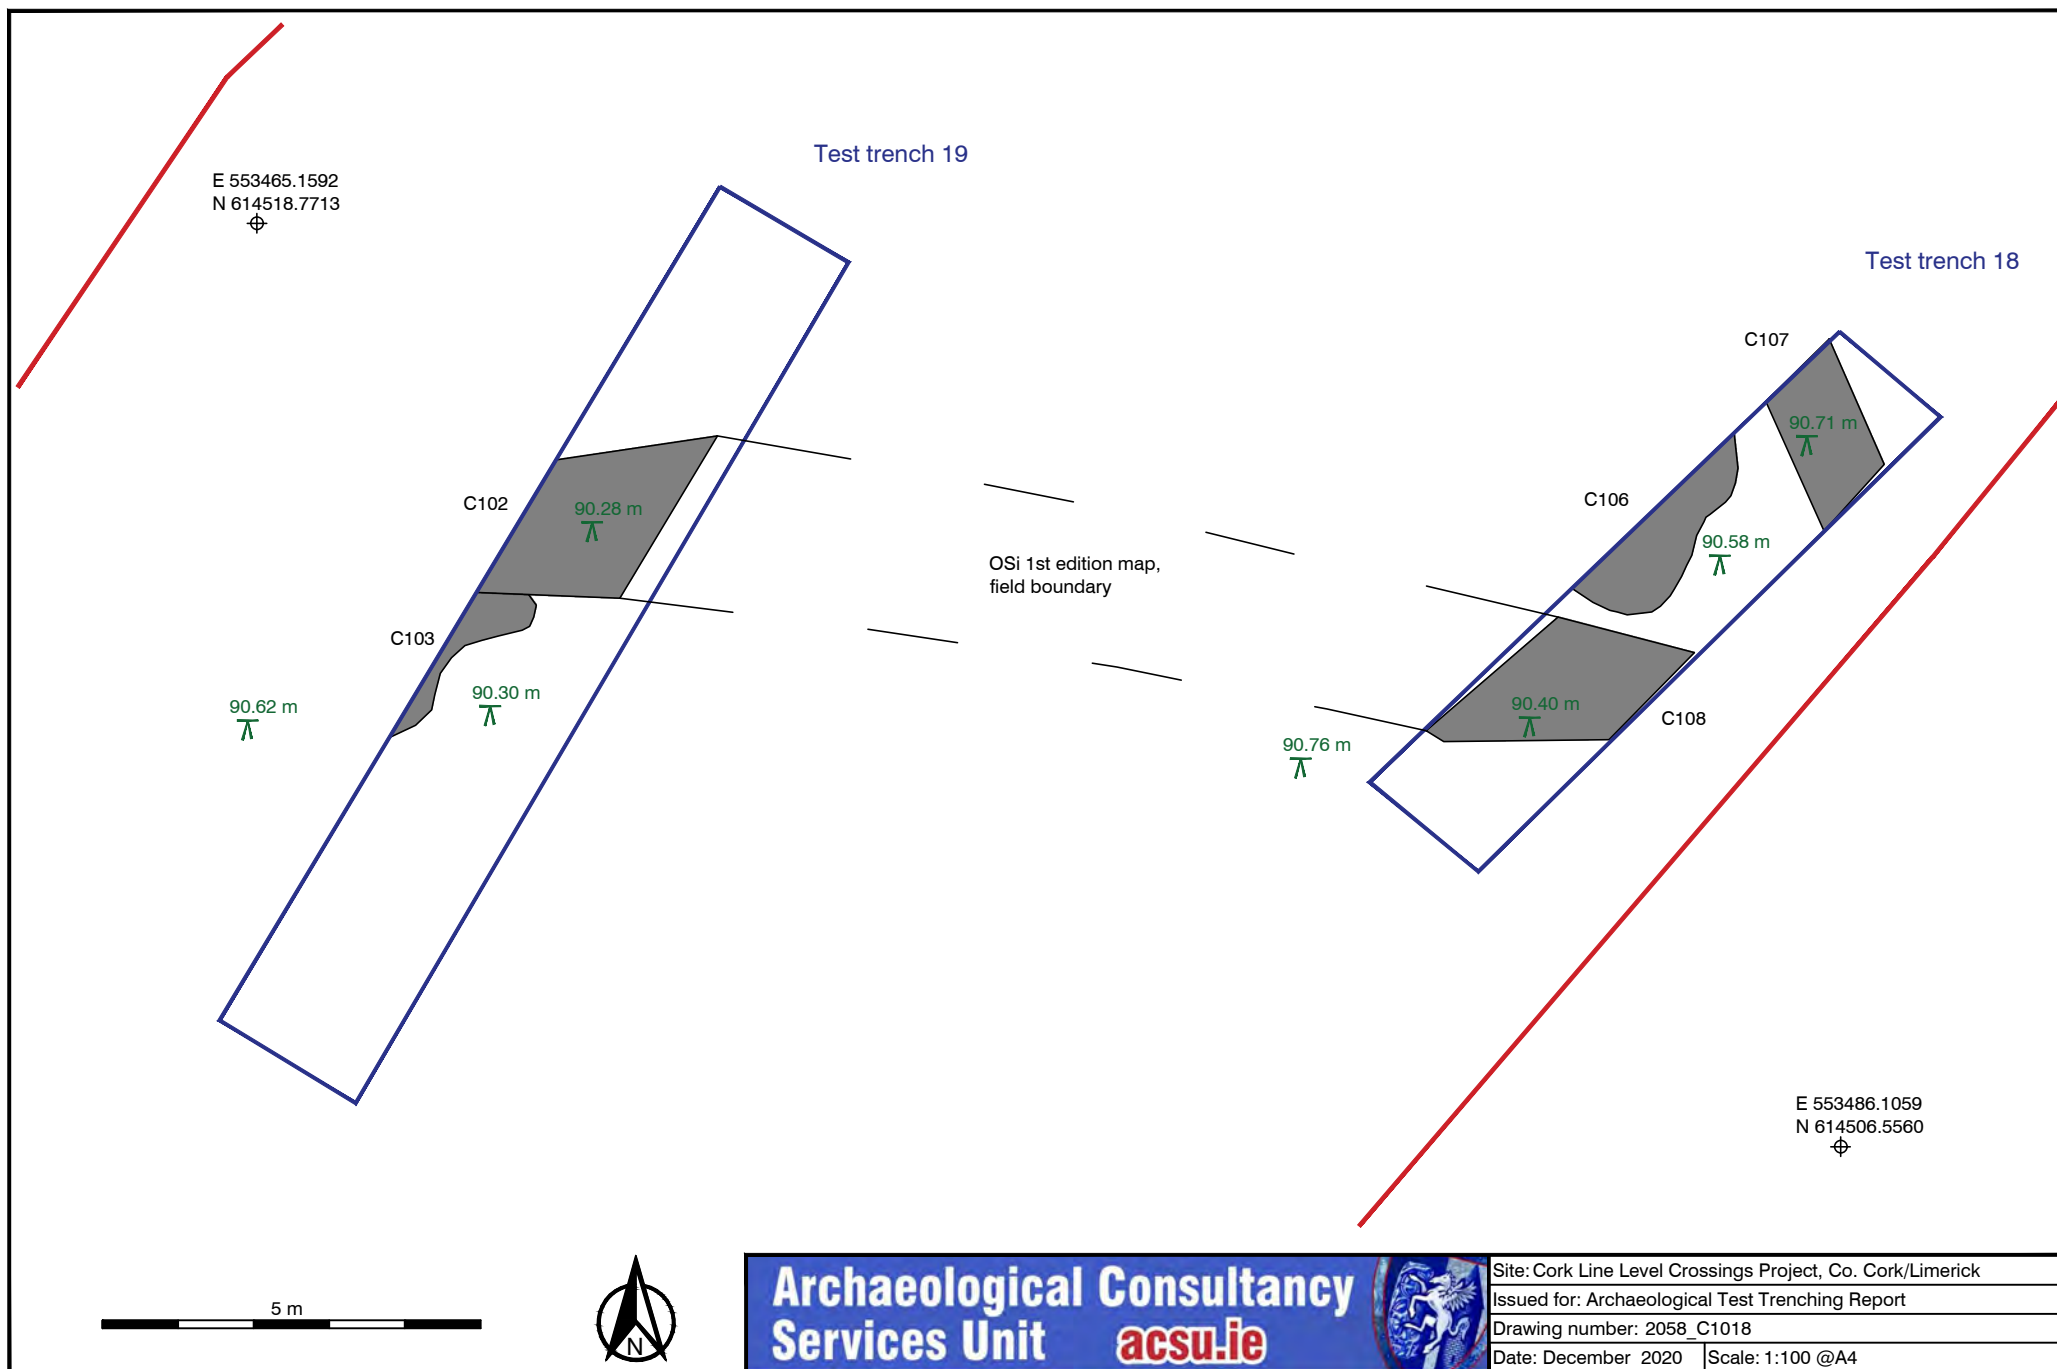 Test trench 19
E 553465.1592
N 614518.7713
Test trench 18
C107
90.71 m
C102
90.28 m
C106
90.58 m
OSi 1st edition map,
field boundary
C103
90.62 m
90.30 m
90.40 m
C108
90.76 m
E 553486.1059
N 614506.5560
5 m
N
Archaeological Consultancy
Services Unit acsu.ie
Site: Cork Line Level Crossings Project, Co. Cork/Limerick
Issued for: Archaeological Test Trenching Report
Drawing number: 2058_C1018
Date: December 2020 Scale: 1:100 @A4